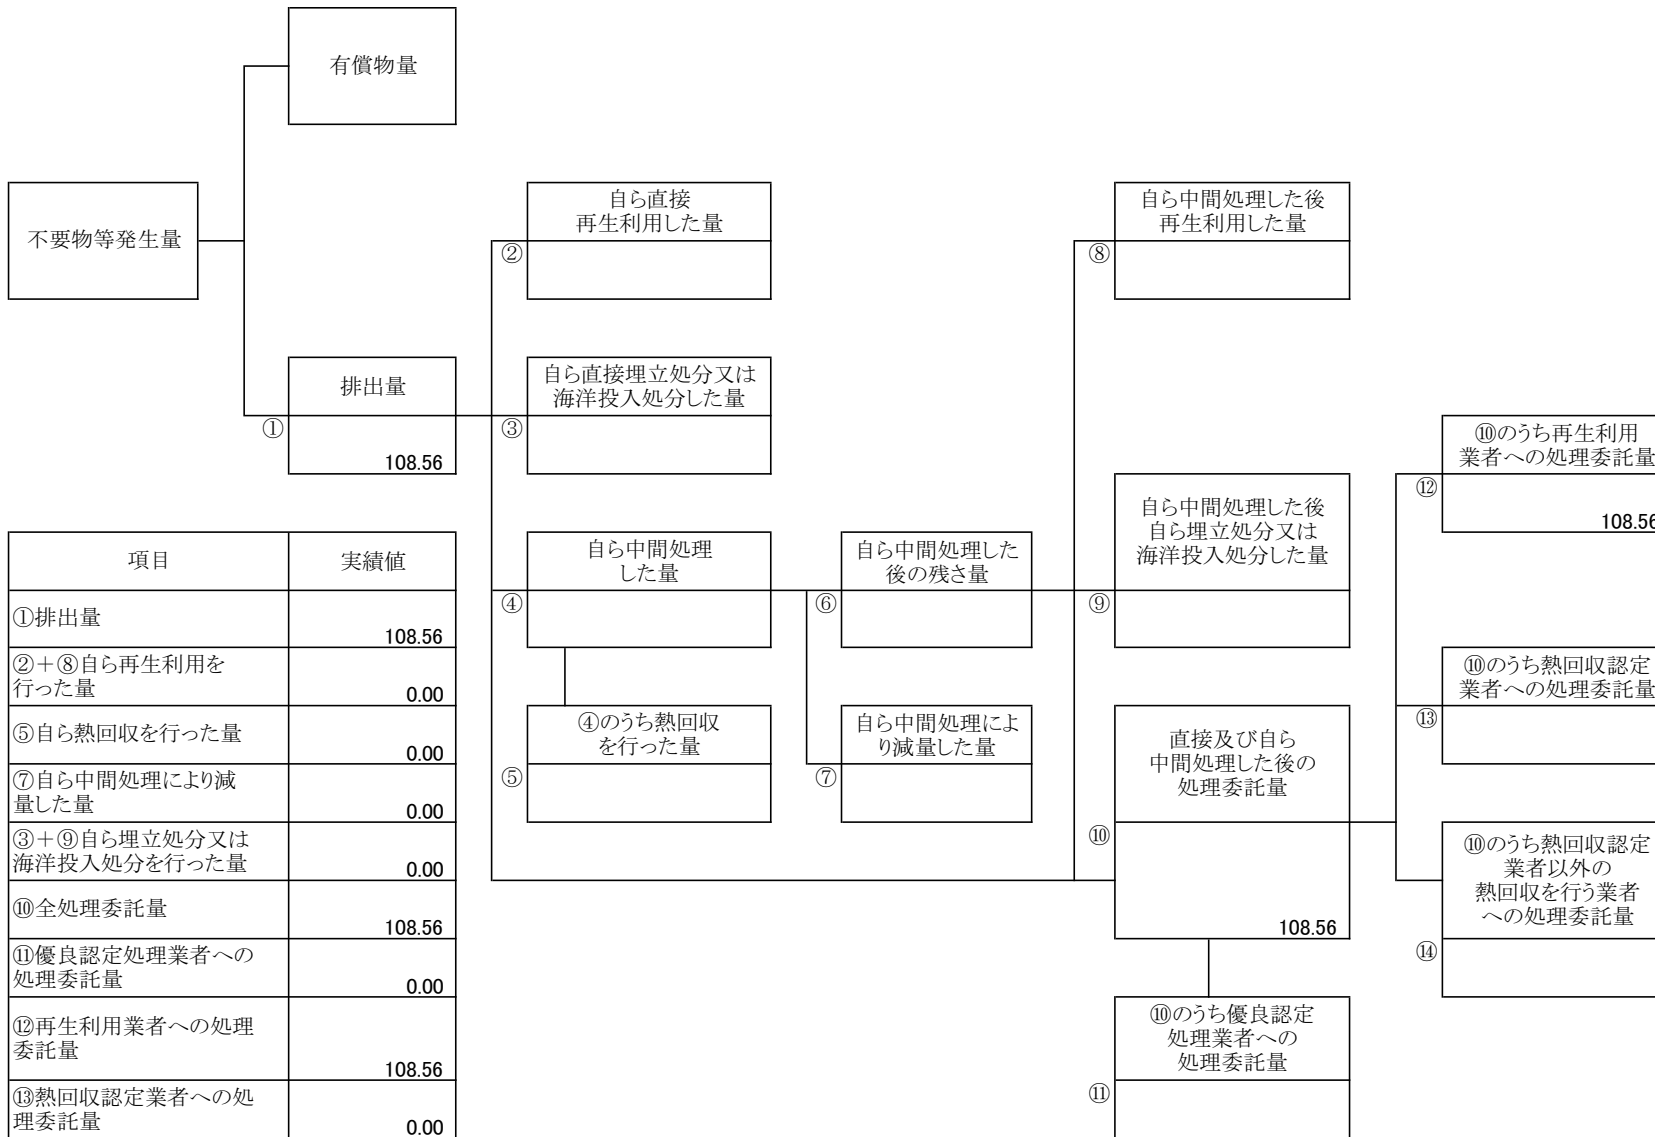 有償物量
不要物等発生量
自ら直接
再生利用した量
②
自ら中間処理した後
再生利用した量
⑧
排出量
①
108.56
自ら直接埋立処分又は
海洋投入処分した量
③
⑩のうち再生利用
業者への処理委託量
⑫
108.56
自ら中間処理した後
自ら埋立処分又は
海洋投入処分した量
⑨
自ら中間処理
した量
④
自ら中間処理した
後の残さ量
⑥
⑩のうち熱回収認定
業者への処理委託量
⑬
④のうち熱回収
を行った量
⑤
自ら中間処理によ
り減量した量
⑦
直接及び自ら
中間処理した後の
処理委託量
⑩
108.56
⑩のうち熱回収認定
業者以外の
熱回収を行う業者
への処理委託量
⑭
⑩のうち優良認定
処理業者への
処理委託量
⑪
項目 実績値
①排出量
108.56
②+⑧自ら再生利用を
行った量
0.00
⑤自ら熱回収を行った量
0.00
⑦自ら中間処理により減
量した量
0.00
③+⑨自ら埋立処分又は
海洋投入処分を行った量
0.00
⑩全処理委託量
108.56
⑪優良認定処理業者への
処理委託量
0.00
⑫再生利用業者への処理
委託量
108.56
⑬熱回収認定業者への処
理委託量
0.00